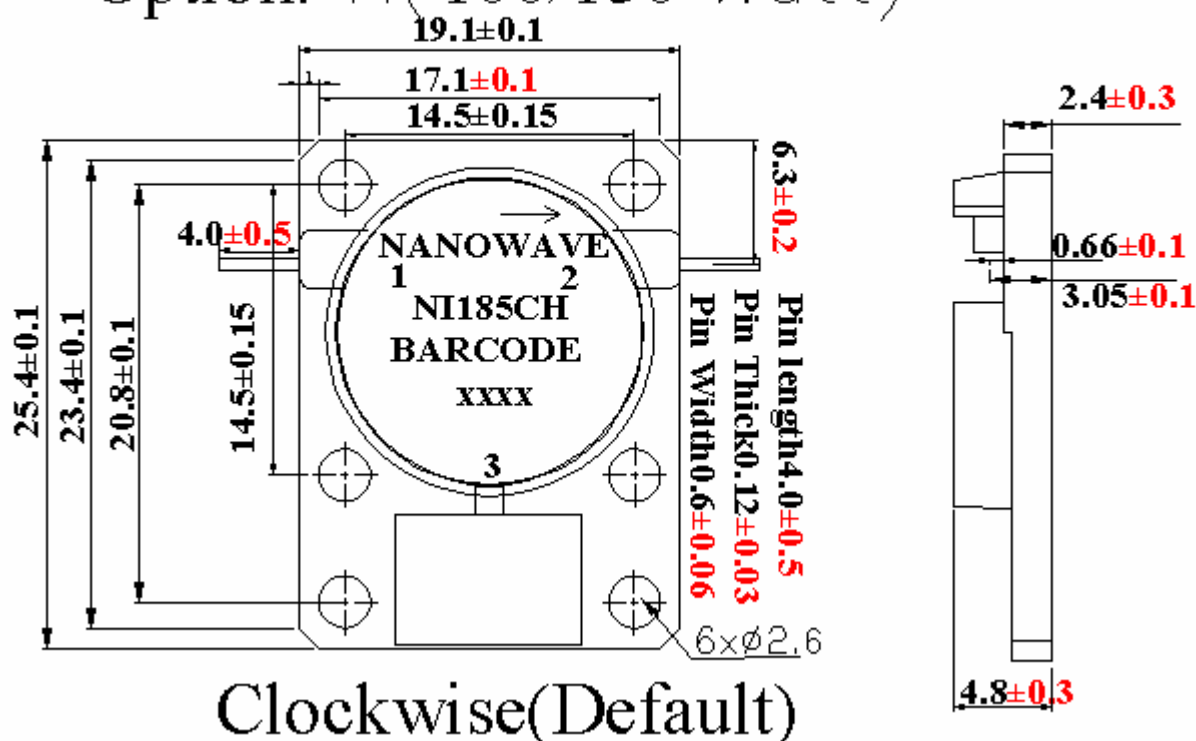 19.1±0.1
1
17.1±0.1
14.5±0.15
2.4±0.3
6.3±0.2
4.0±0.5
NANOWAVE
1 2
NI185CH
BARCODE
xxxx
3
0.66±0.1
3.05±0.1
25.4±0.1
23.4±0.1
20.8±0.1
14.5±0.15
Pin length4.0±0.5
Pin Thick0.12±0.03
Pin Width0.6±0.06
6xØ2.6
4.8±0.3
Clockwise(Default)